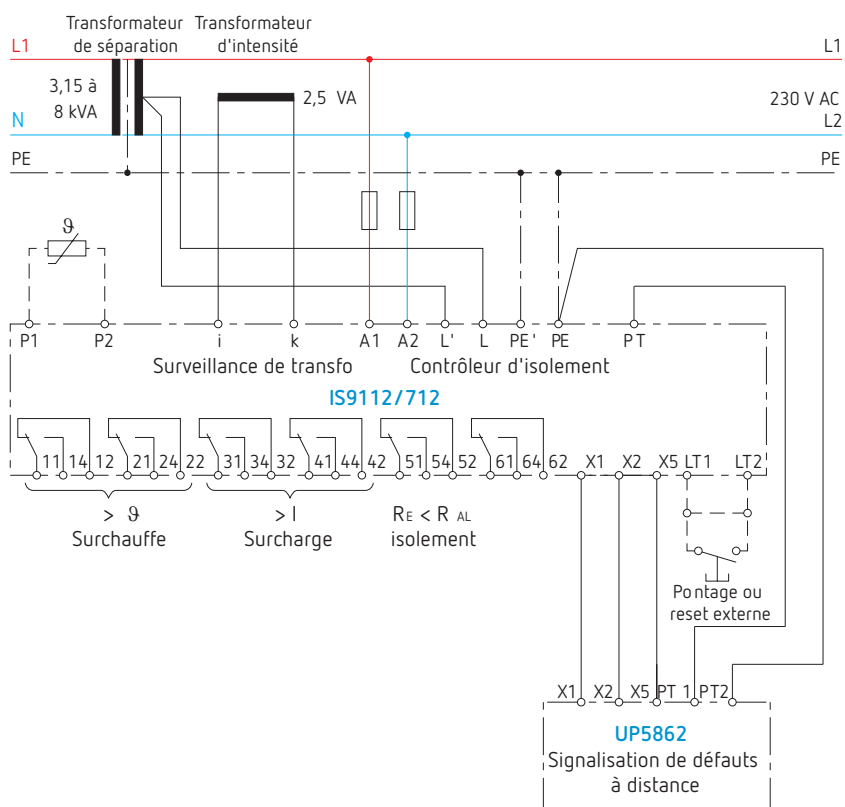 Transformateur Transformateur
de séparation d'intensité
L1 L1
3,15 à
8 kVA
2,5 VA
230 V AC
N L2
PE PE
ϑ
P1 P2 i k A1 A2 L' L PE' PE PT
Surveillance de transfo Contrôleur d'isolement
IS9112/712
11 14 12 21 24 22 31 34 32 41 44 42 51 54 52 61 64 62 X1 X2 X5 LT1 LT2
> ϑ > I RE < R AL
Surchauffe Surcharge isolement
Pontage ou
reset externe
X1 X2 X5 PT 1 PT2
UP5862
Signalisation de défauts
à distance